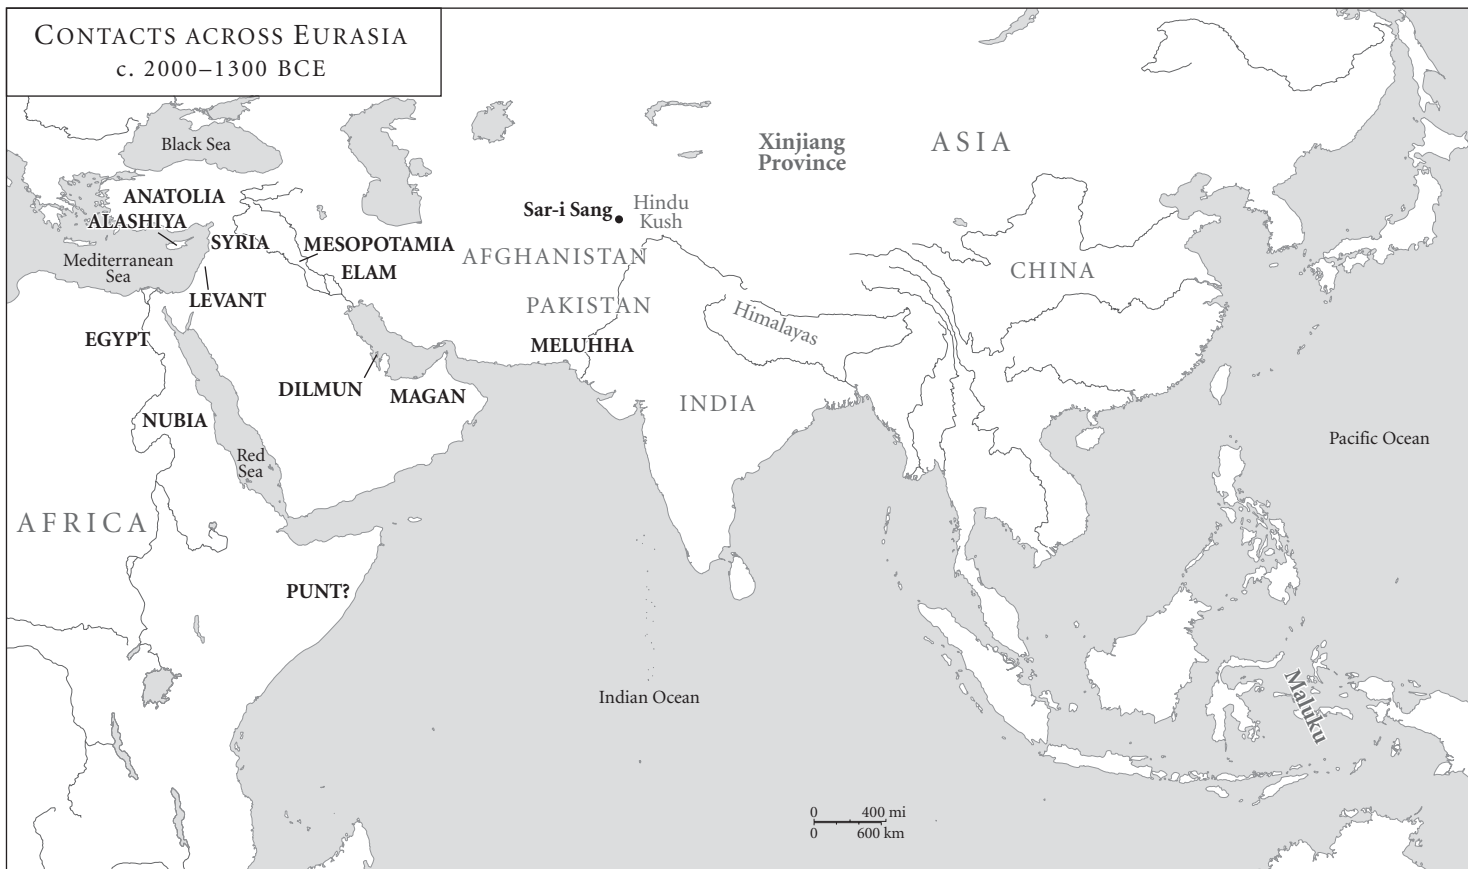 CONTACTS ACROSS EURASIA
c. 2000–1300 BCE
Black Sea
Xinjiang
Province
ASIA
ANATOLIA
ALASHIYA
Sar-i Sang
Hindu
Kush
SYRIA
MESOPOTAMIA
Mediterranean
Sea
AFGHANISTAN
ELAM
CHINA
LEVANT
PAKISTAN
Himalayas
EGYPT
MELUHHA
DILMUN
MAGAN
INDIA
NUBIA
Pacific Ocean
Red
Sea
AFRICA
PUNT?
Indian Ocean
Maluku
0 400 mi
0 600 km